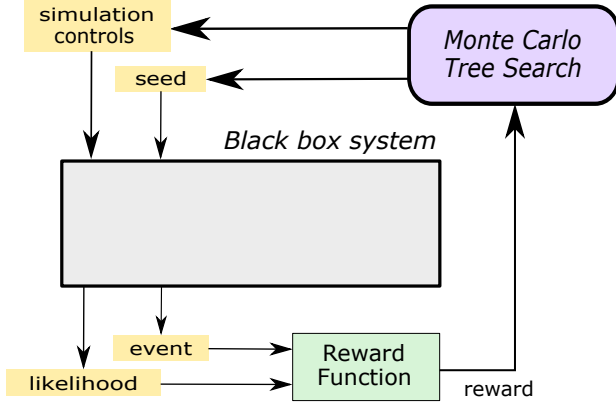 simulation
controls
Monte Carlo
Tree Search
seed
Black box system
event
likelihood
Reward
Function
reward